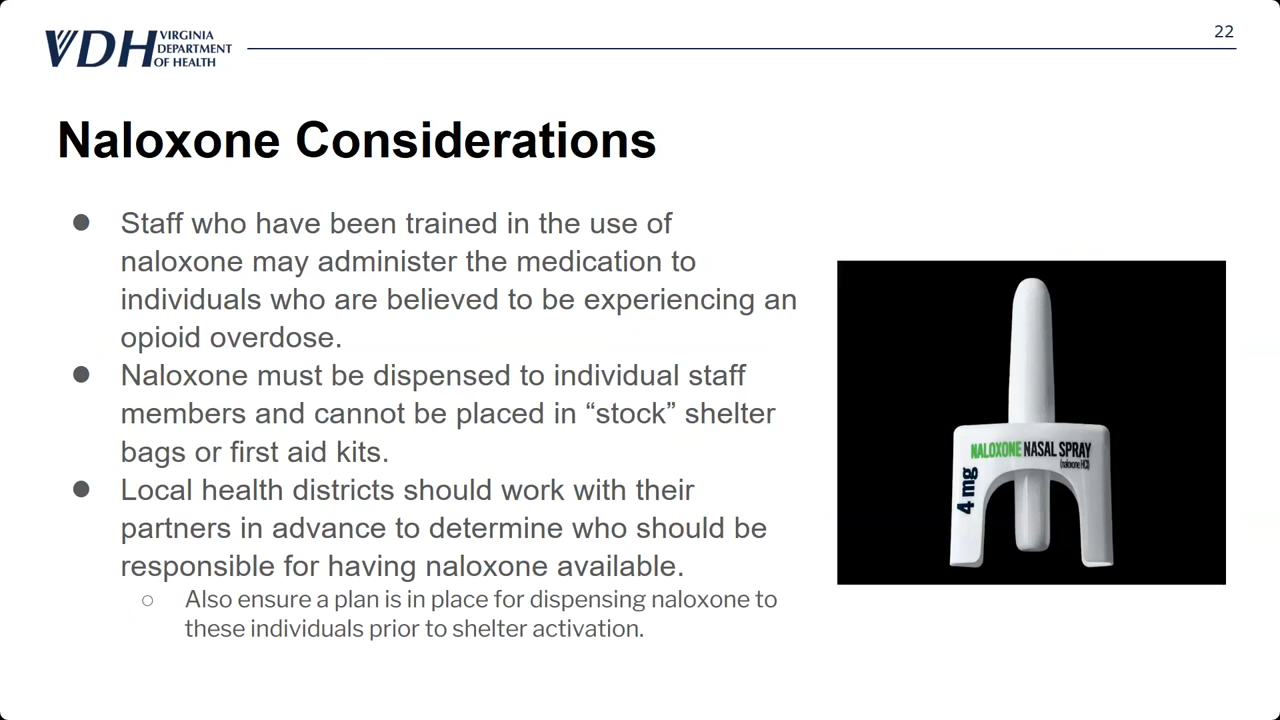 VDH VIRGINIA
DEPARTMENT
OF HEALTH
22
Naloxone Considerations
● Staff who have been trained in the use of
naloxone may administer the medication to
individuals who are believed to be experiencing an
opioid overdose.
● Naloxone must be dispensed to individual staff
members and cannot be placed in “stock” shelter
bags or first aid kits.
● Local health districts should work with their
partners in advance to determine who should be
responsible for having naloxone available.
○ Also ensure a plan is in place for dispensing naloxone to
these individuals prior to shelter activation.
NALOXONE NASAL SPRAY
(naloxone HCl)
4 mg